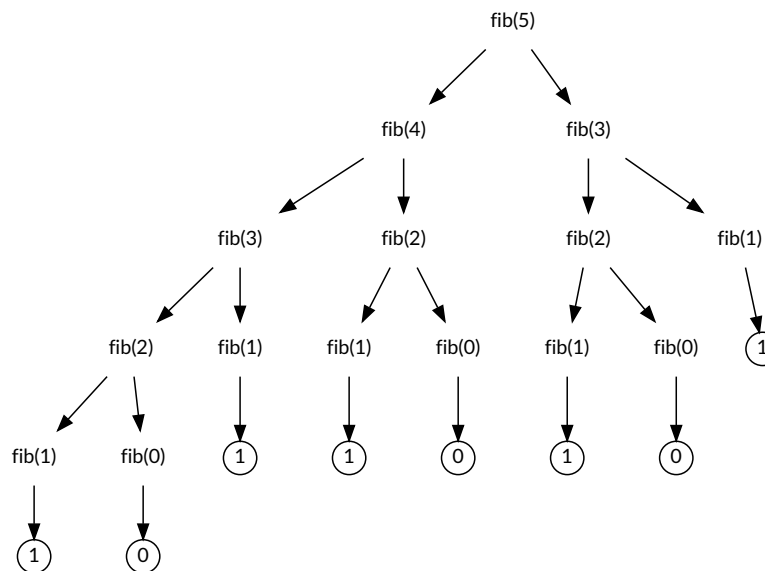 fib(5)
fib(4) fib(3)
fib(3) fib(2) fib(2) fib(1)
fib(2) fib(1) fib(1) fib(0) fib(1) fib(0) 1
fib(1) fib(0) 1 1 0 1 0
1 0